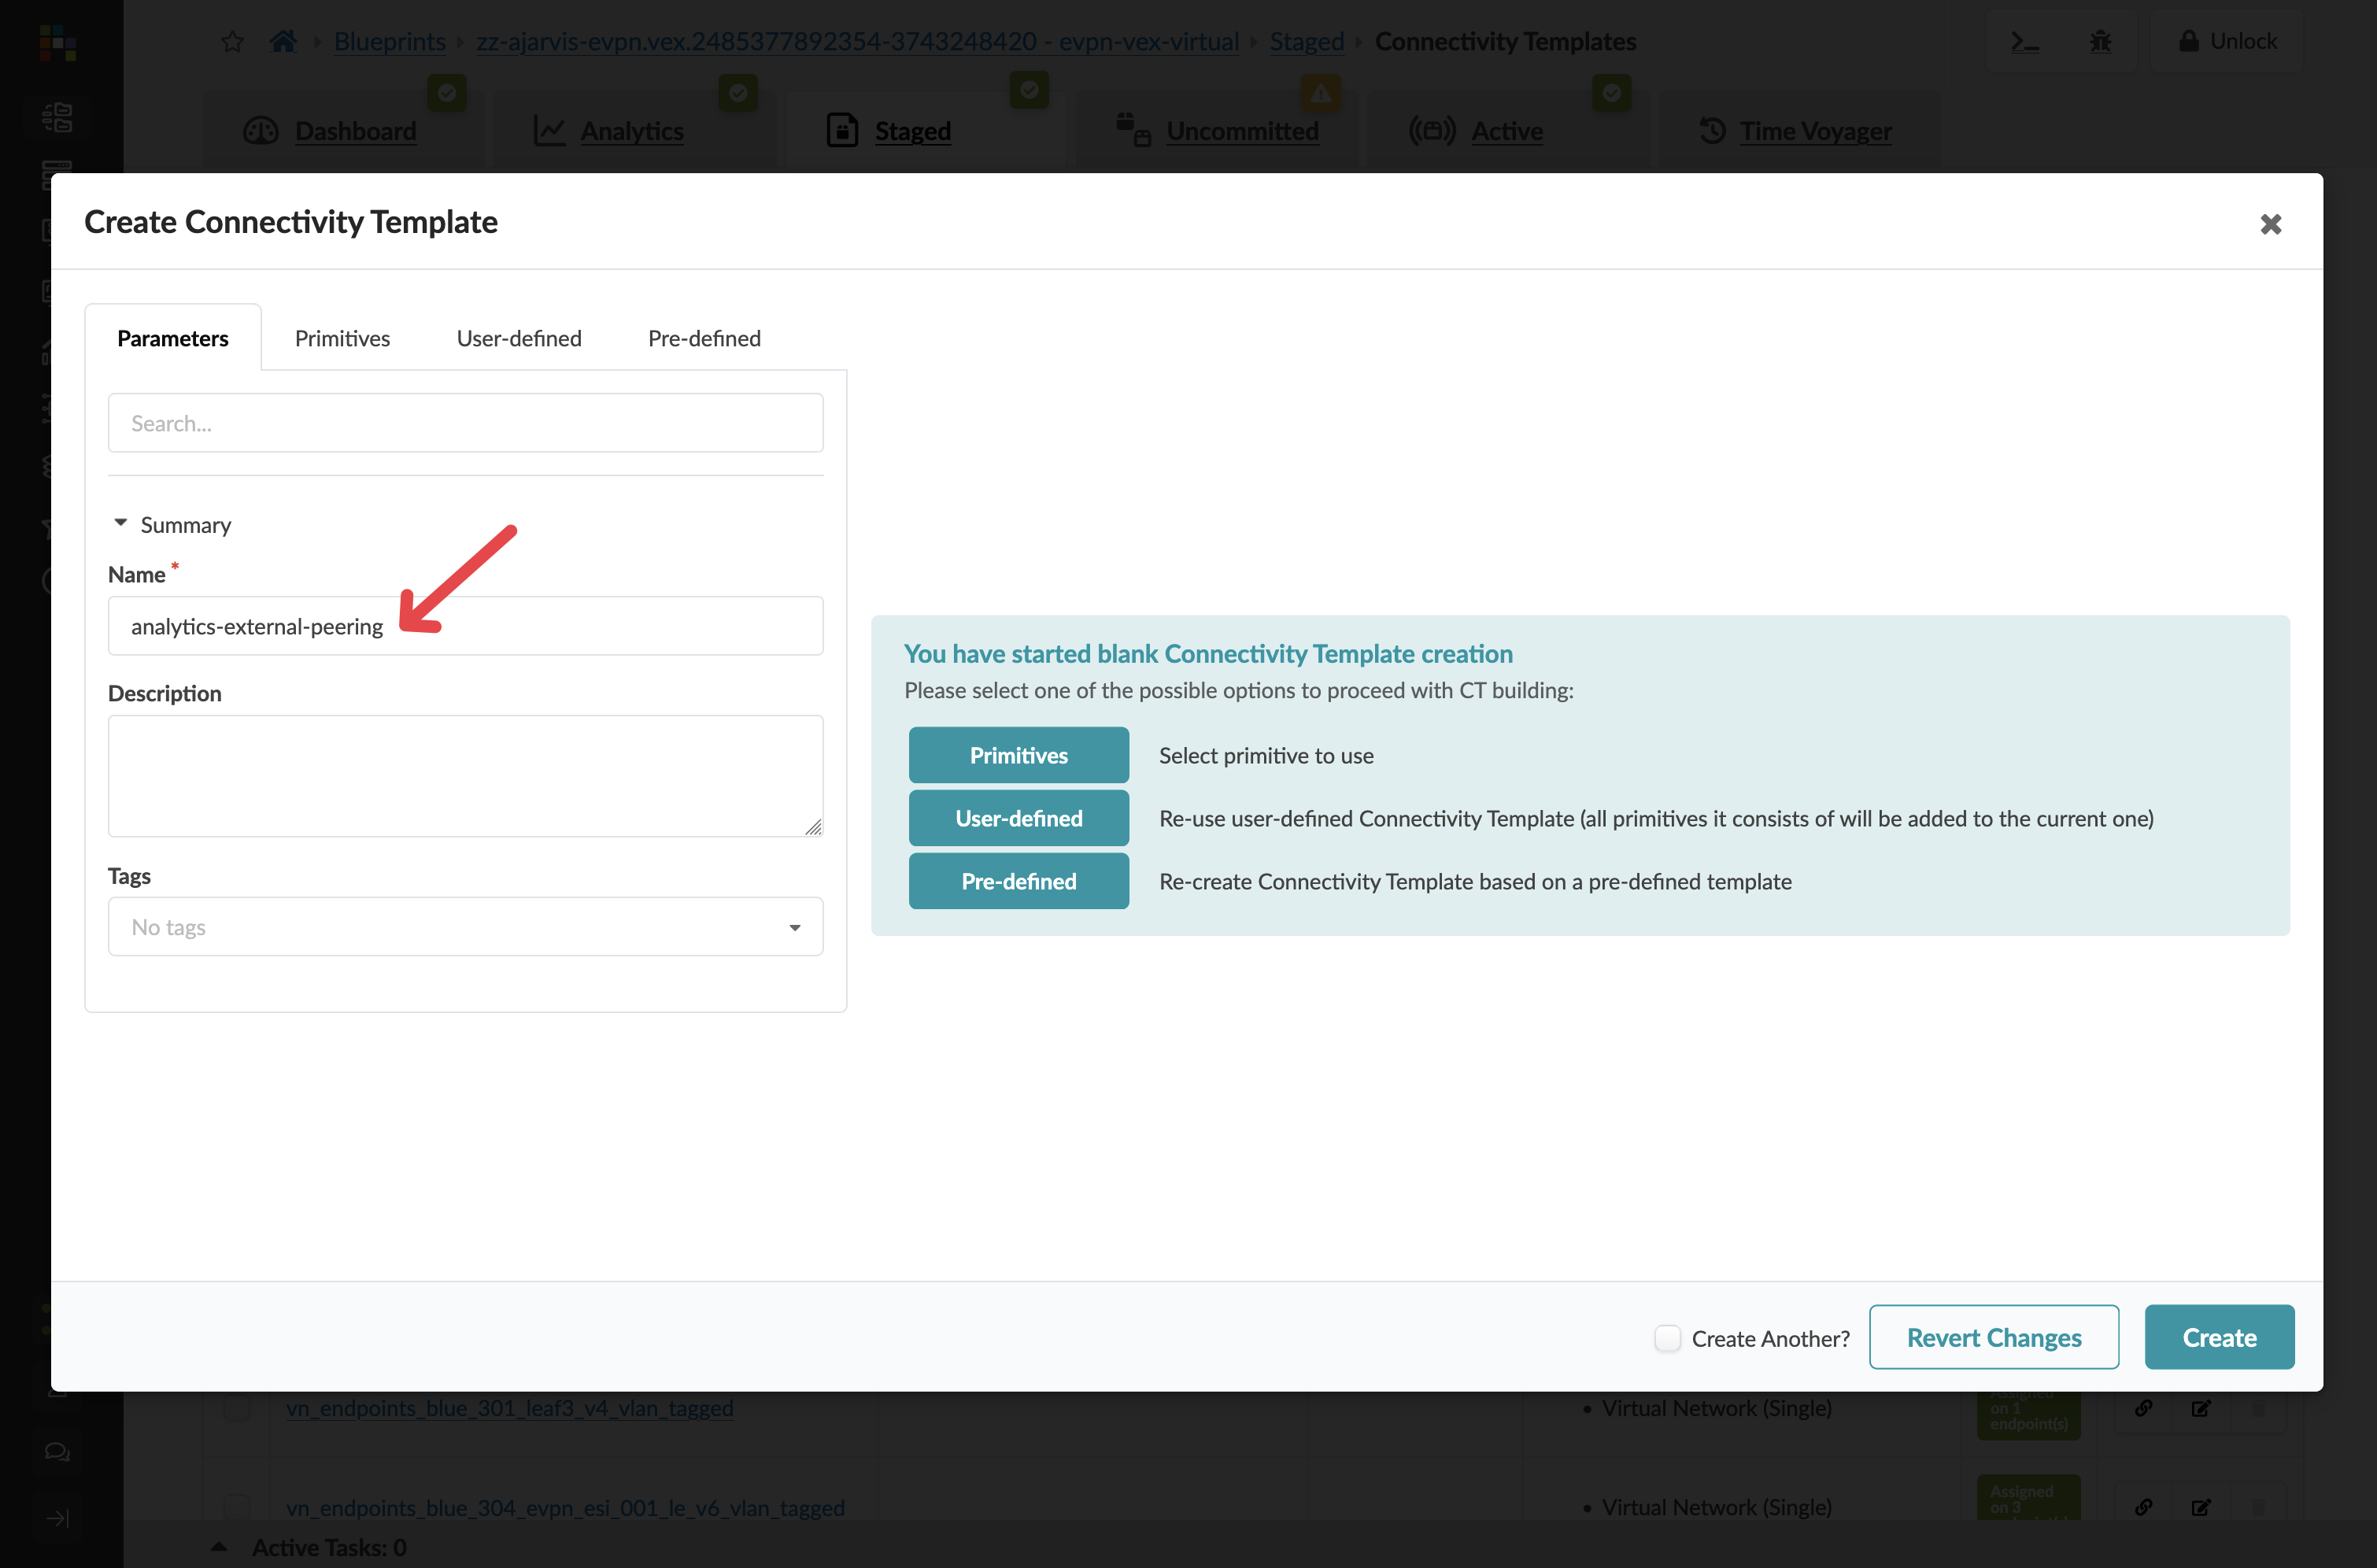 Blueprints zz-ajarvis-evpn.vex.2485377892354-3743248420 - evpn-vex-virtual Staged Connectivity Templates
Unlock
Dashboard Analytics Staged Uncommitted Active Time Voyager
Create Connectivity Template
Parameters Primitives User-defined Pre-defined
Search...
Summary
Name *
analytics-external-peering
Description
Tags
No tags
You have started blank Connectivity Template creation
Please select one of the possible options to proceed with CT building:
Primitives Select primitive to use
User-defined Re-use user-defined Connectivity Template (all primitives it consists of will be added to the current one)
Pre-defined Re-create Connectivity Template based on a pre-defined template
Create Another? Revert Changes Create
vn_endpoints_blue_301_leaf3_v4_vlan_tagged
• Virtual Network (Single)
Assigned
on 1
endpoint(s)
vn_endpoints_blue_304_evpn_esi_001_le_v6_vlan_tagged
• Virtual Network (Single)
Assigned
on 3
Active Tasks: 0